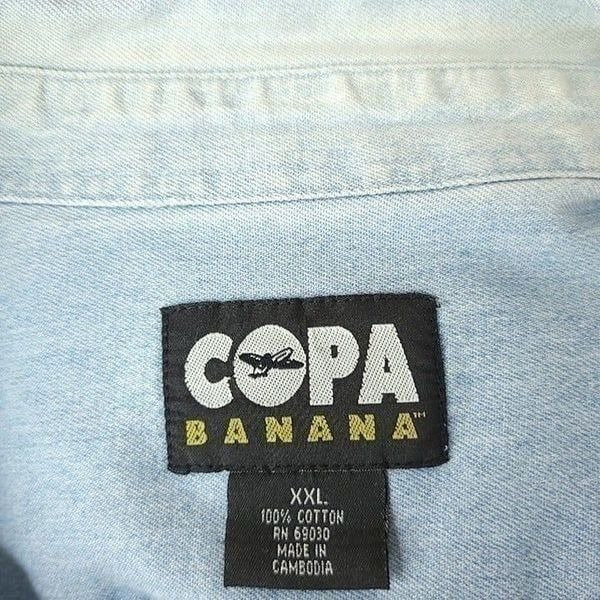 COPA
BANANA™
XXL
100% COTTON
RN 69030
MADE IN
CAMBODIA